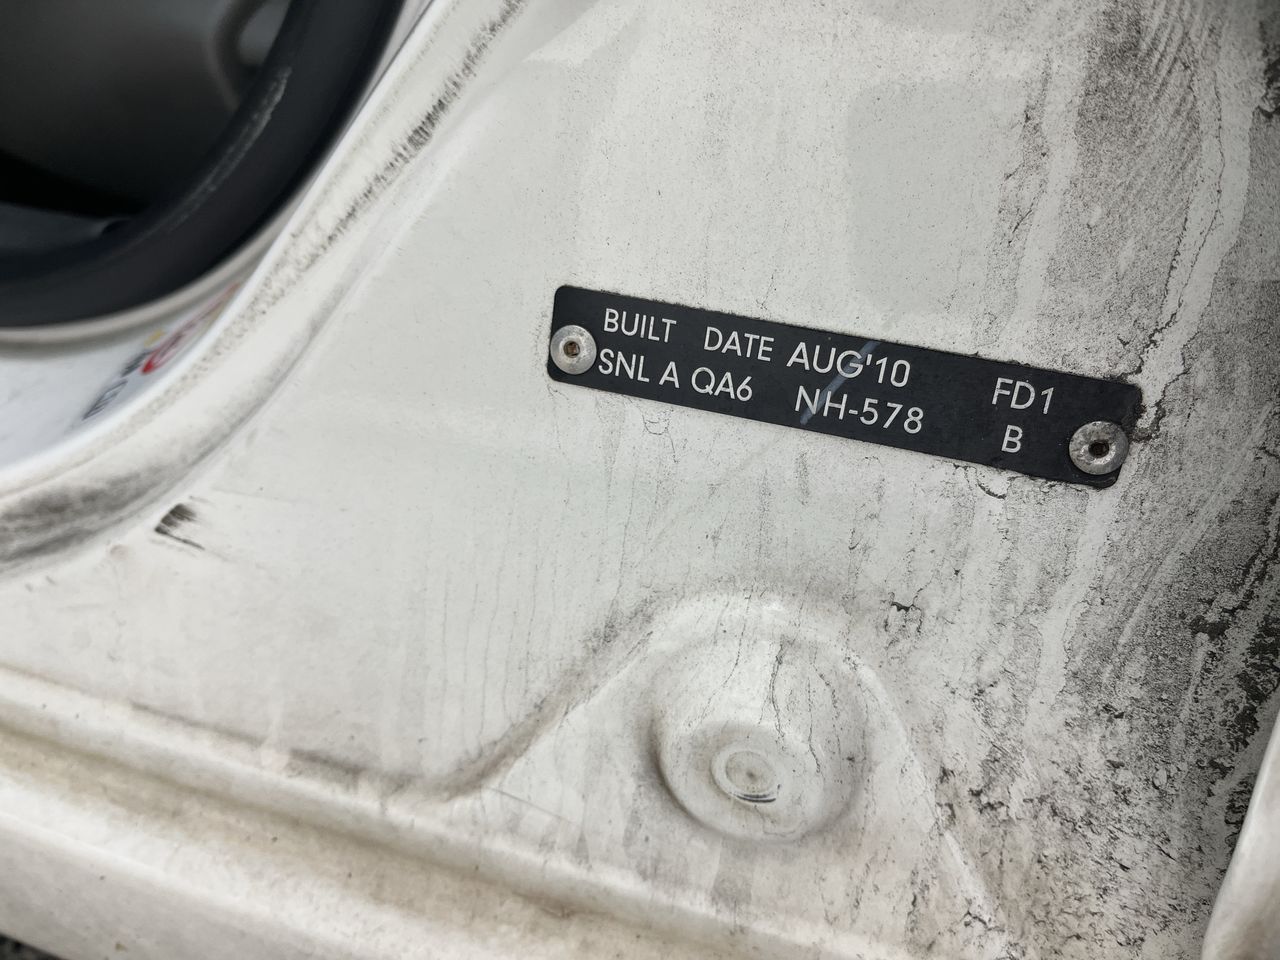 BUILT DATE AUG'10 FD1
SNL A QA6 NH-578 B